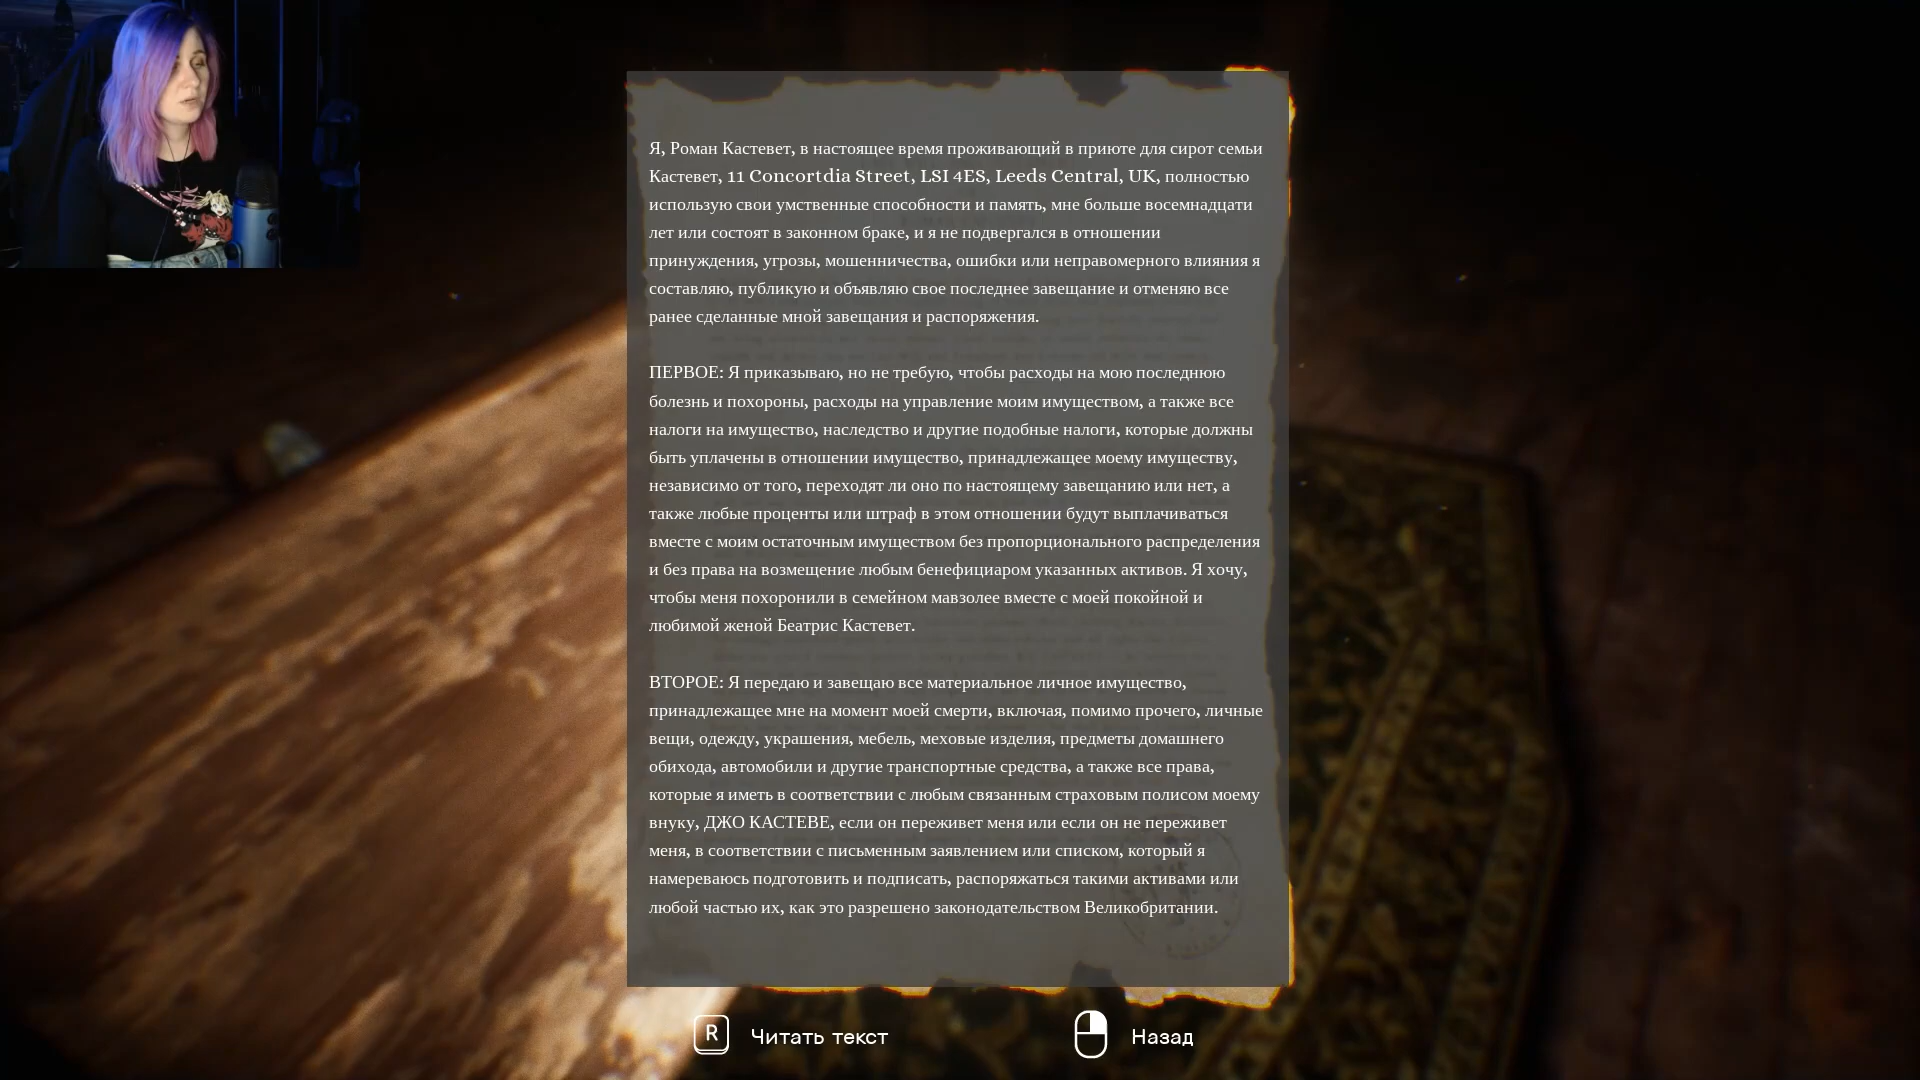 Я, Роман Кастевет, в настоящее время проживающий в приюте для сирот семьи
Кастевет, 11 Concortdia Street, LSI 4ES, Leeds Central, UK, полностью
использую свои умственные способности и память, мне больше восемнадцати
лет или состоят в законном браке, и я не подвергался в отношении
принуждения, угрозы, мошенничества, ошибки или неправомерного влияния я
составляю, публикую и объявляю свое последнее завещание и отменяю все
ранее сделанные мной завещания и распоряжения.
ПЕРВОЕ: Я приказываю, но не требую, чтобы расходы на мою последнюю
болезнь и похороны, расходы на управление моим имуществом, а также все
налоги на имущество, наследство и другие подобные налоги, которые должны
быть уплачены в отношении имущество, принадлежащее моему имуществу,
независимо от того, переходят ли оно по настоящему завещанию или нет, а
также любые проценты или штраф в этом отношении будут выплачиваться
вместе с моим остаточным имуществом без пропорционального распределения
и без права на возмещение любым бенефициаром указанных активов. Я хочу,
чтобы меня похоронили в семейном мавзолее вместе с моей покойной и
любимой женой Беатрис Кастевет.
ВТОРОЕ: Я передаю и завещаю все материальное личное имущество,
принадлежащее мне на момент моей смерти, включая, помимо прочего, личные
вещи, одежду, украшения, мебель, меховые изделия, предметы домашнего
обихода, автомобили и другие транспортные средства, а также все права,
которые я иметь в соответствии с любым связанным страховым полисом моему
внуку, ДЖО КАСТЕВЕ, если он переживет меня или если он не переживет
меня, в соответствии с письменным заявлением или списком, который я
намереваюсь подготовить и подписать, распоряжаться такими активами или
любой частью их, как это разрешено законодательством Великобритании.
R Читать текст Назад